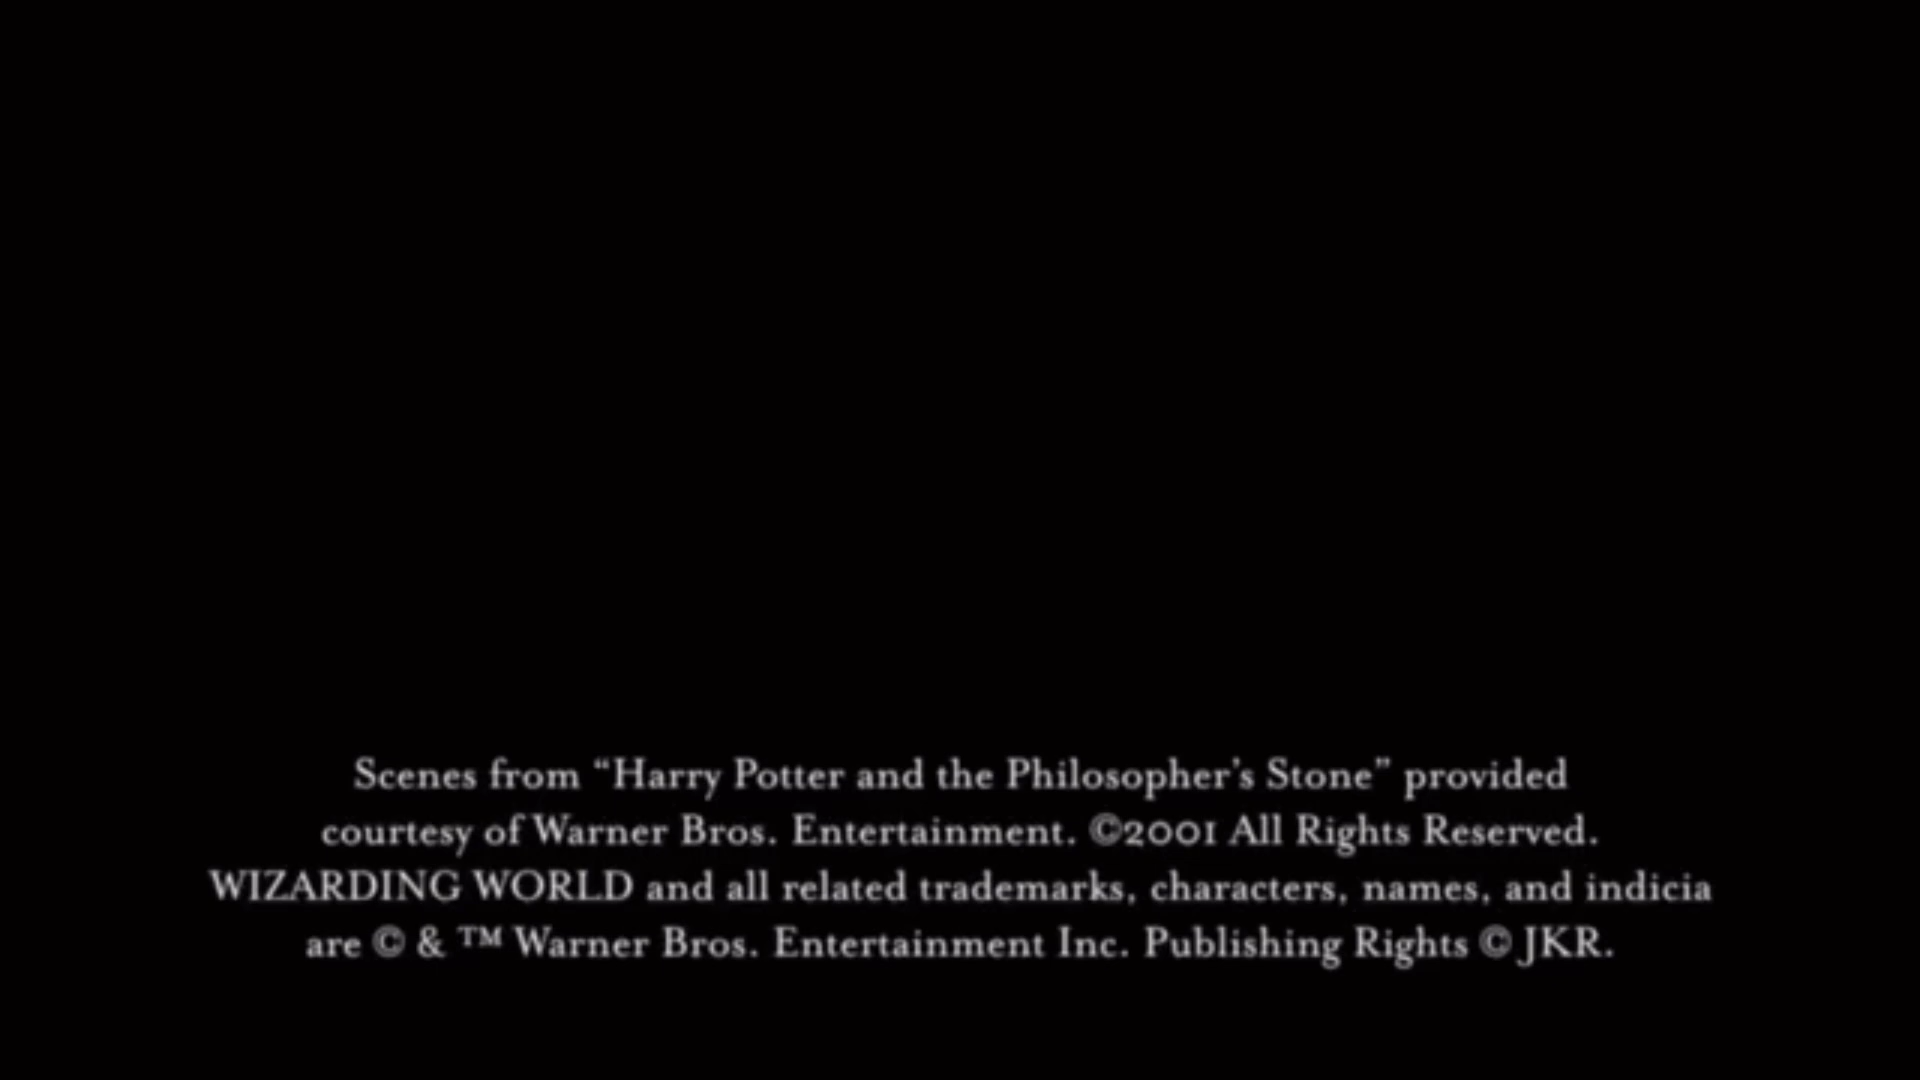 Scenes from “Harry Potter and the Philosopher’s Stone” provided
courtesy of Warner Bros. Entertainment. ©2001 All Rights Reserved.
WIZARDING WORLD and all related trademarks, characters, names, and indicia
are © & ™ Warner Bros. Entertainment Inc. Publishing Rights © JKR.